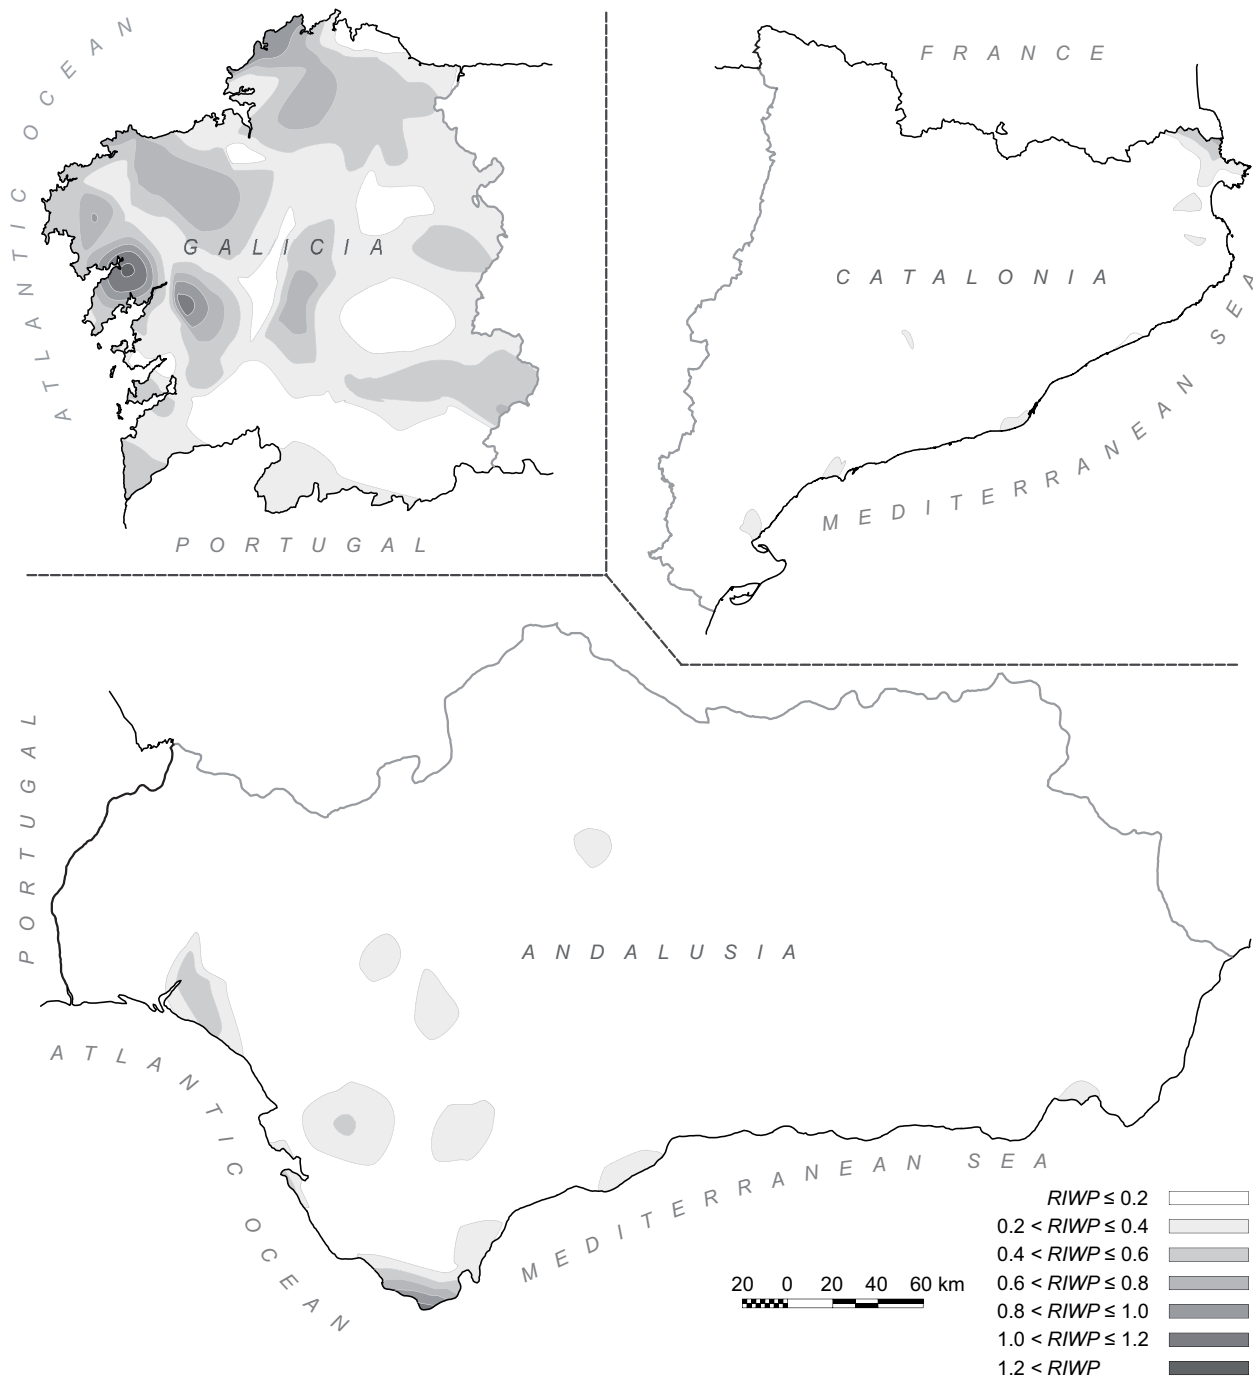 ATLANTIC OCEAN
GALICIA
PORTUGAL
FRANCE
CATALONIA
MEDITERRANEAN SEA
PORTUGAL
ANDALUSIA
ATLANTIC OCEAN
MEDITERRANEAN SEA
RIWP ≤ 0.2
0.2 < RIWP ≤ 0.4
0.4 < RIWP ≤ 0.6
0.6 < RIWP ≤ 0.8
0.8 < RIWP ≤ 1.0
1.0 < RIWP ≤ 1.2
1.2 < RIWP
20 0 20 40 60 km